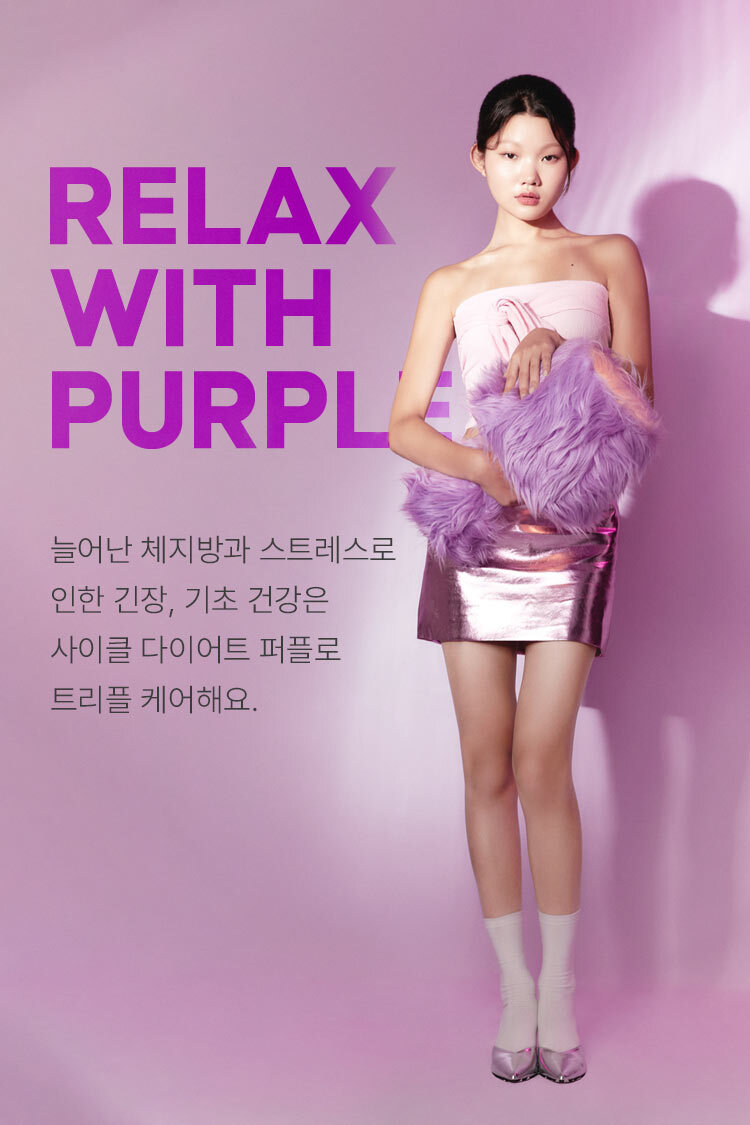 RELAX
WITH
PURPLE
늘어난 체지방과 스트레스로
인한 긴장, 기초 건강은
사이클 다이어트 퍼플로
트리플 케어해요.